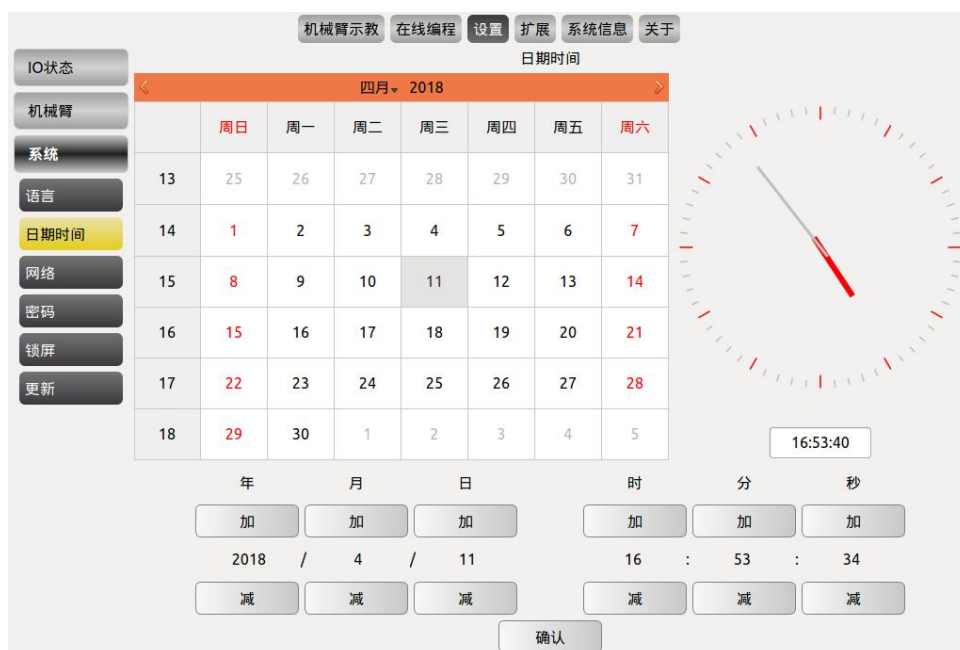 机械臂示教 在线编程 设置 扩展 系统信息 关于
日期时间
IO状态
机械臂
系统
语言
日期时间
网络
密码
锁屏
更新
四月 2018
周日 周一 周二 周三 周四 周五 周六
13 25 26 27 28 29 30 31
14 1 2 3 4 5 6 7
15 8 9 10 11 12 13 14
16 15 16 17 18 19 20 21
17 22 23 24 25 26 27 28
18 29 30 1 2 3 4 5
16:53:40
年 月 日 时 分 秒
加 加 加 加 加 加
2018 / 4 / 11 16 : 53 : 34
减 减 减 减 减 减
确认